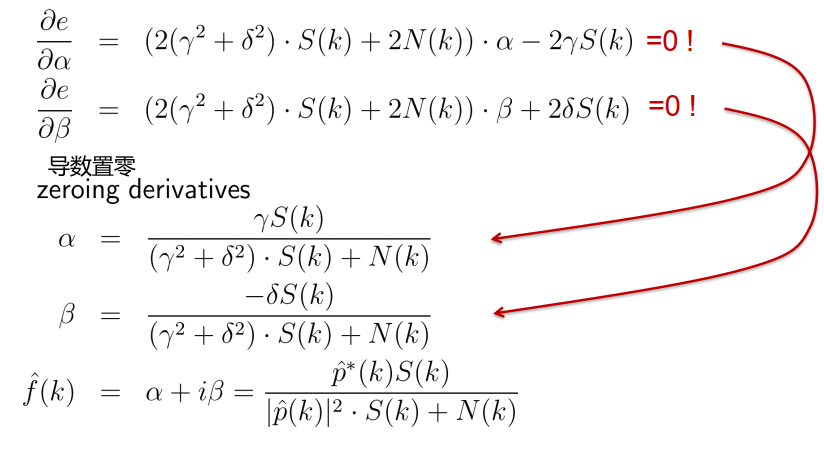 ∂e/∂α = (2(γ² + δ²) · S(k) + 2N(k)) · α − 2γS(k) =0 !
∂e/∂β = (2(γ² + δ²) · S(k) + 2N(k)) · β + 2δS(k) =0 !
导数置零
zeroing derivatives
α = γS(k) / ((γ² + δ²) · S(k) + N(k))
β = −δS(k) / ((γ² + δ²) · S(k) + N(k))
f̂(k) = α + iβ = p̂*(k)S(k) / (|p̂(k)|² · S(k) + N(k))